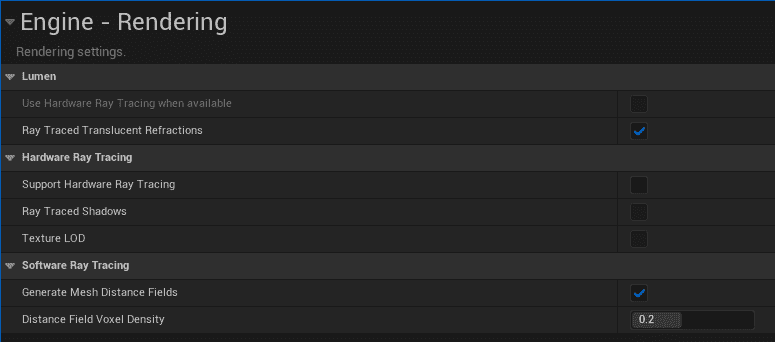 Engine - Rendering
Rendering settings.
Lumen
Use Hardware Ray Tracing when available
Ray Traced Translucent Refractions
Hardware Ray Tracing
Support Hardware Ray Tracing
Ray Traced Shadows
Texture LOD
Software Ray Tracing
Generate Mesh Distance Fields
Distance Field Voxel Density 0.2